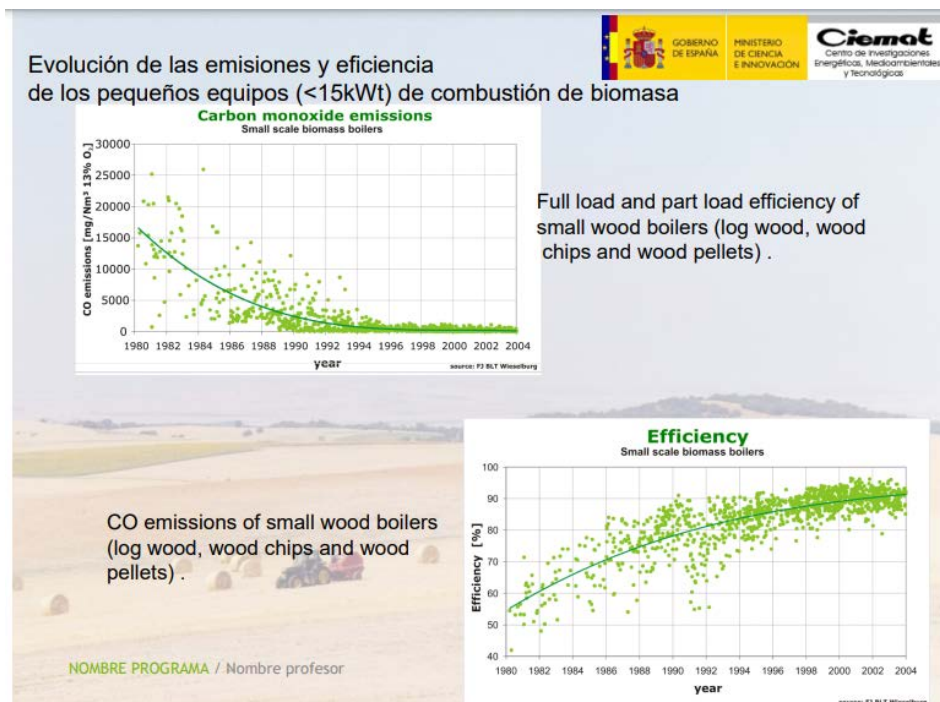 GOBIERNO
DE ESPAÑA
MINISTERIO
DE CIENCIA
E INNOVACIÓN
Ciemat
Centro de Investigaciones
Energéticas, Medioambientales
y Tecnológicas
Evolución de las emisiones y eficiencia
de los pequeños equipos (<15kWt) de combustión de biomasa
Carbon monoxide emissions
Small scale biomass boilers
CO emissions [mg/Nm³ 13% O₂]
30000
25000
20000
15000
10000
5000
0
1980 1982 1984 1986 1988 1990 1992 1994 1996 1998 2000 2002 2004
year
source: FJ BLT Wieselburg
Full load and part load efficiency of
small wood boilers (log wood, wood
chips and wood pellets) .
CO emissions of small wood boilers
(log wood, wood chips and wood
pellets) .
Efficiency
Small scale biomass boilers
Efficiency [%]
100
90
80
70
60
50
40
1980 1982 1984 1986 1988 1990 1992 1994 1996 1998 2000 2002 2004
year
source: FJ BLT Wieselburg
NOMBRE PROGRAMA / Nombre profesor